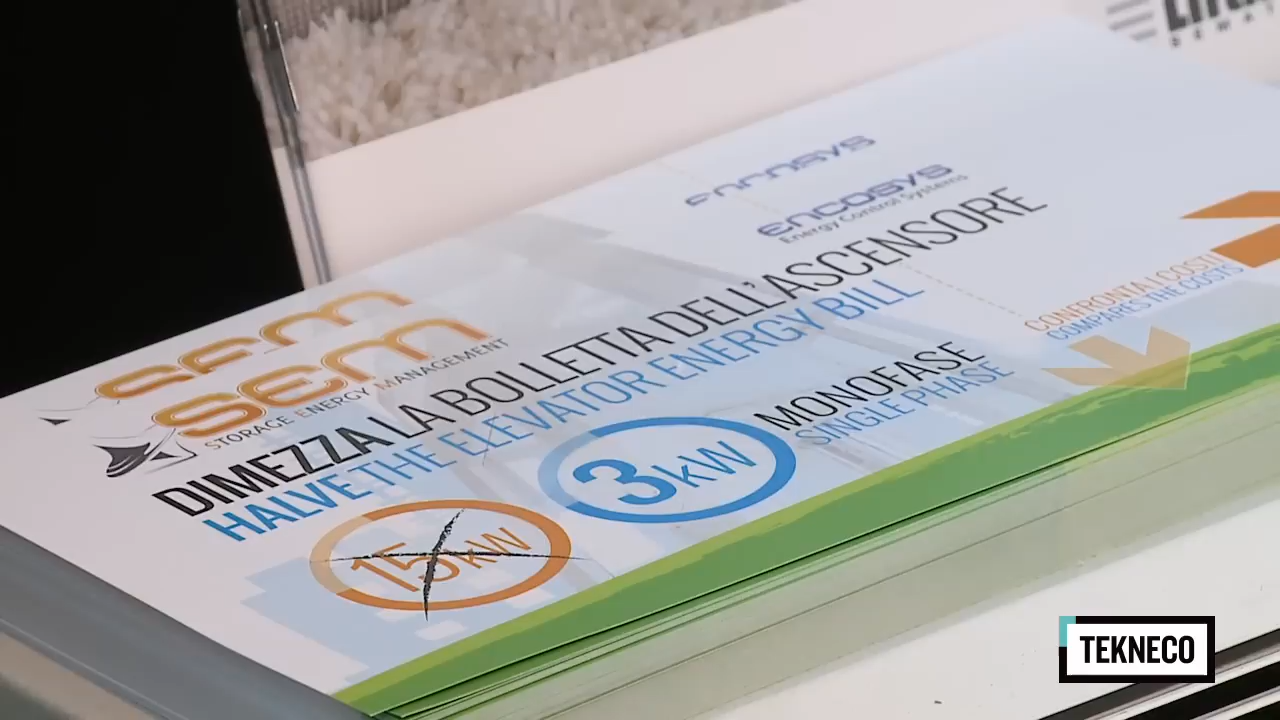 ENCOSYS
Energy Control Systems
SEM
STORAGE ENERGY MANAGEMENT
DIMEZZA LA BOLLETTA DELL'ASCENSORE
HALVE THE ELEVATOR ENERGY BILL
CONFRONTA I COSTI/
COMPARES THE COSTS
15kW
3kW
MONOFASE
SINGLE PHASE
TEKNECO